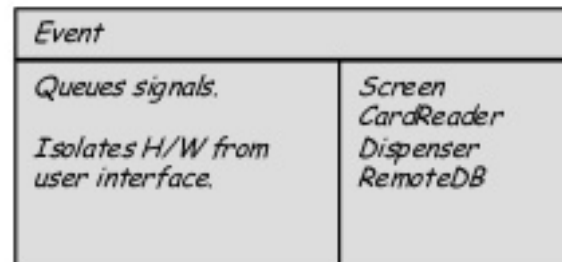 Event
Queues signals.
Isolates H/W from
user interface.
Screen
CardReader
Dispenser
RemoteDB